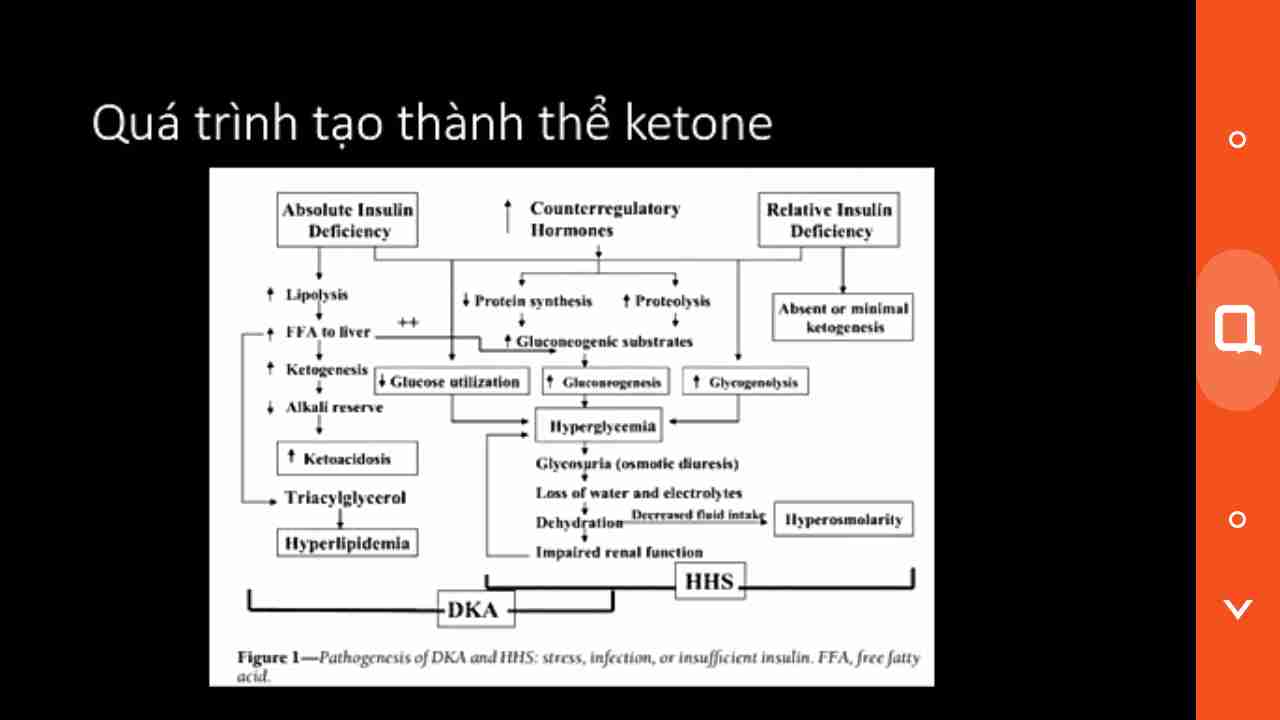 Quá trình tạo thành thể ketone
Absolute Insulin
Deficiency
↑ Counterregulatory
Hormones
Relative Insulin
Deficiency
↑ Lipolysis
↓ Protein synthesis
↑ Proteolysis
Absent or minimal
ketogenesis
↑ FFA to liver
++
↑ Gluconeogenic substrates
↑ Ketogenesis
↓ Glucose utilization
↑ Gluconeogenesis
↑ Glycogenolysis
↓ Alkali reserve
Hyperglycemia
↑ Ketoacidosis
Glycosuria (osmotic diuresis)
Triacylglycerol
Loss of water and electrolytes
Dehydration
Decreased fluid intake
Hyperosmolarity
Hyperlipidemia
Impaired renal function
HHS
DKA
Figure 1—Pathogenesis of DKA and HHS: stress, infection, or insufficient insulin. FFA, free fatty
acid.